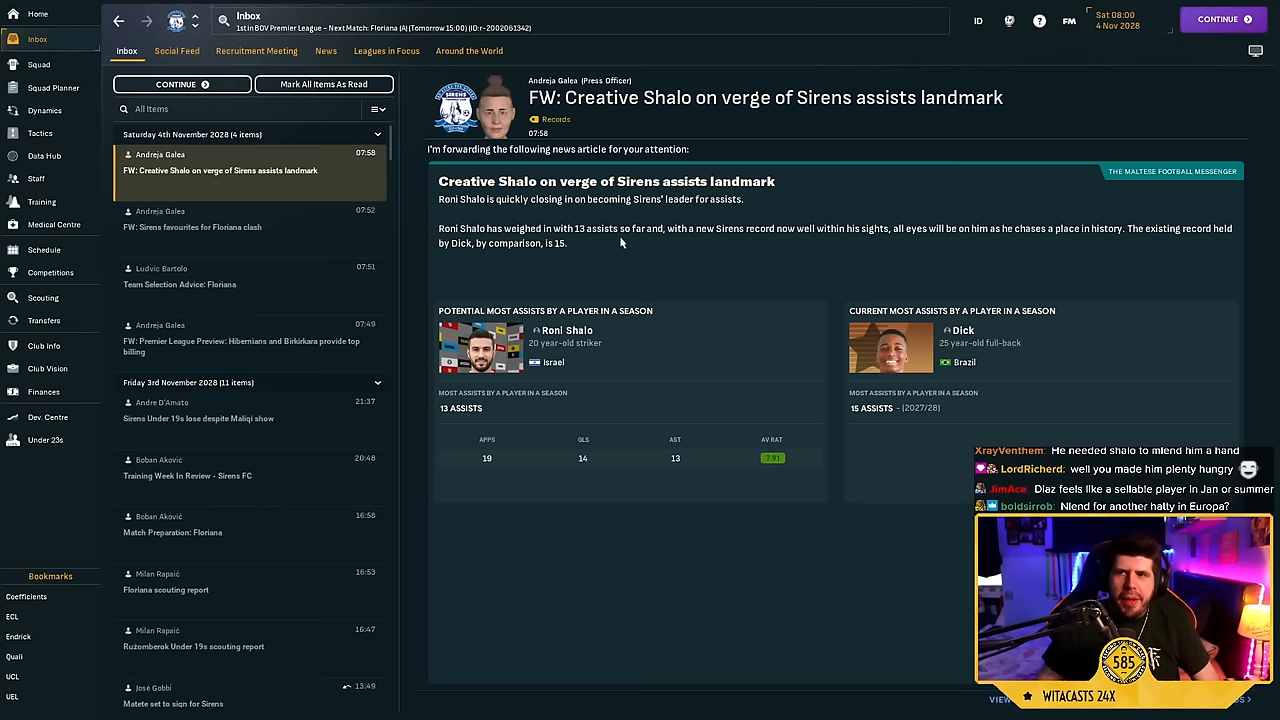 Home
Inbox
Squad
Squad Planner
Dynamics
Tactics
Data Hub
Staff
Training
Medical Centre
Schedule
Competitions
Scouting
Transfers
Club Info
Club Vision
Finances
Dev. Centre
Under 23s
Bookmarks
Coefficients
ECL
Endrick
Quali
UCL
UEL
Inbox
1st in BOV Premier League - Next Match: Floriana (A) (Tomorrow 15:00) (ID:r-2002061342)
ID
FM
Sat 08:00
4 Nov 2028
CONTINUE
Inbox Social Feed Recruitment Meeting News Leagues in Focus Around the World
CONTINUE
Mark All Items As Read
All Items
Saturday 4th November 2028 (4 items)
Andreja Galea 07:58
FW: Creative Shalo on verge of Sirens assists landmark
Andreja Galea 07:52
FW: Sirens favourites for Floriana clash
Ludvic Bartolo 07:51
Team Selection Advice: Floriana
Andreja Galea 07:49
FW: Premier League Preview: Hibernians and Birkirkara provide top
billing
Friday 3rd November 2028 (11 items)
Andre D'Amato 21:37
Sirens Under 19s lose despite Maliqi show
Boban Aković 20:48
Training Week In Review - Sirens FC
Boban Aković 16:58
Match Preparation: Floriana
Milan Rapaić 16:53
Floriana scouting report
Milan Rapaić 16:47
Ružomberok Under 19s scouting report
José Gobbi 13:49
Matete set to sign for Sirens
SIRENS
Andreja Galea (Press Officer)
FW: Creative Shalo on verge of Sirens assists landmark
Records
07:58
I'm forwarding the following news article for your attention:
THE MALTESE FOOTBALL MESSENGER
Creative Shalo on verge of Sirens assists landmark
Roni Shalo is quickly closing in on becoming Sirens' leader for assists.
Roni Shalo has weighed in with 13 assists so far and, with a new Sirens record now well within his sights, all eyes will be on him as he chases a place in history. The existing record held
by Dick, by comparison, is 15.
POTENTIAL MOST ASSISTS BY A PLAYER IN A SEASON
Roni Shalo
20 year-old striker
Israel
MOST ASSISTS BY A PLAYER IN A SEASON
13 ASSISTS
APPS GLS AST AV RAT
19 14 13 7.91
CURRENT MOST ASSISTS BY A PLAYER IN A SEASON
Dick
25 year-old full-back
Brazil
MOST ASSISTS BY A PLAYER IN A SEASON
15 ASSISTS - (2027/28)
XrayVenthem: He needed shalo to mlend him a hand
LordRicherd: well you made him plenty hungry
JimAce: Diaz feels like a sellable player in Jan or summer
boldsirrob: Nlend for another hatty in Europa?
585
WITACASTS 24X